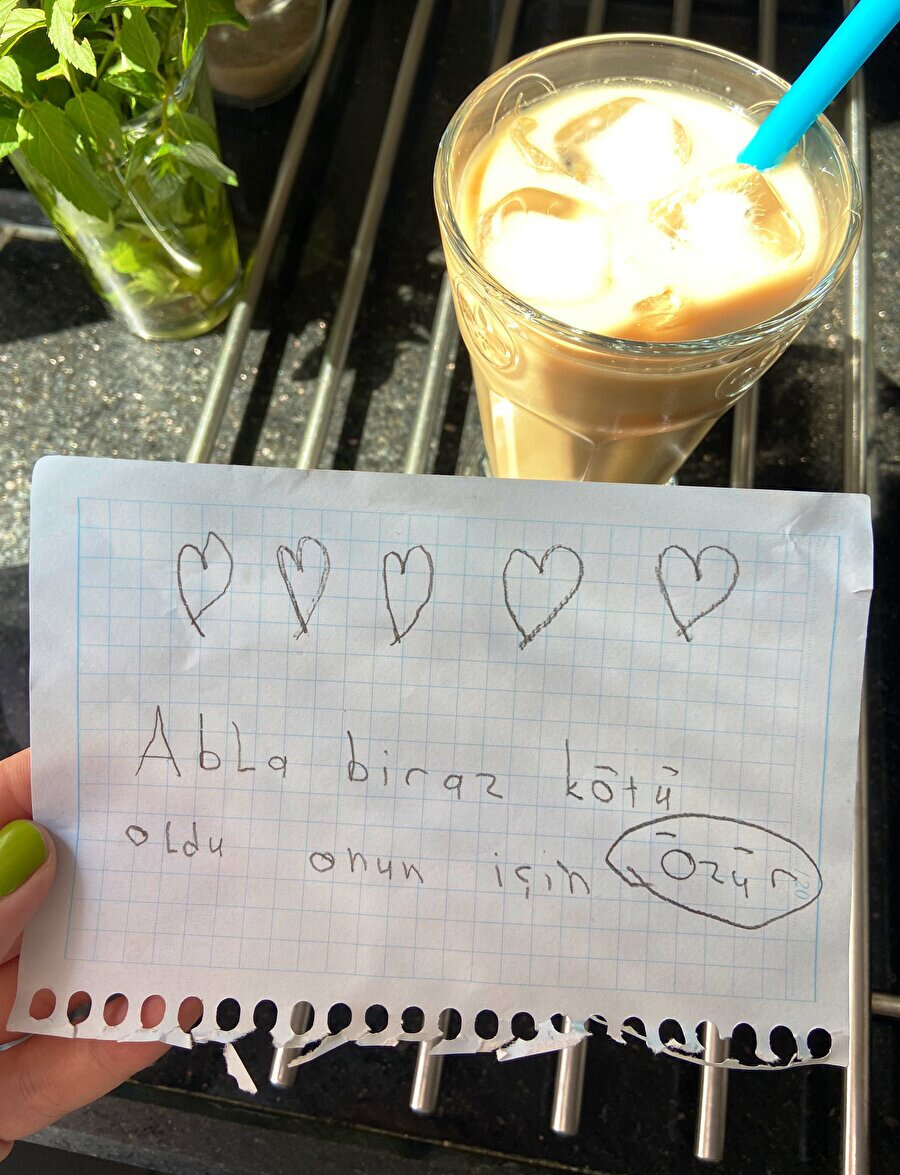 AbLa biraz kötü
oLdu onun için Özür